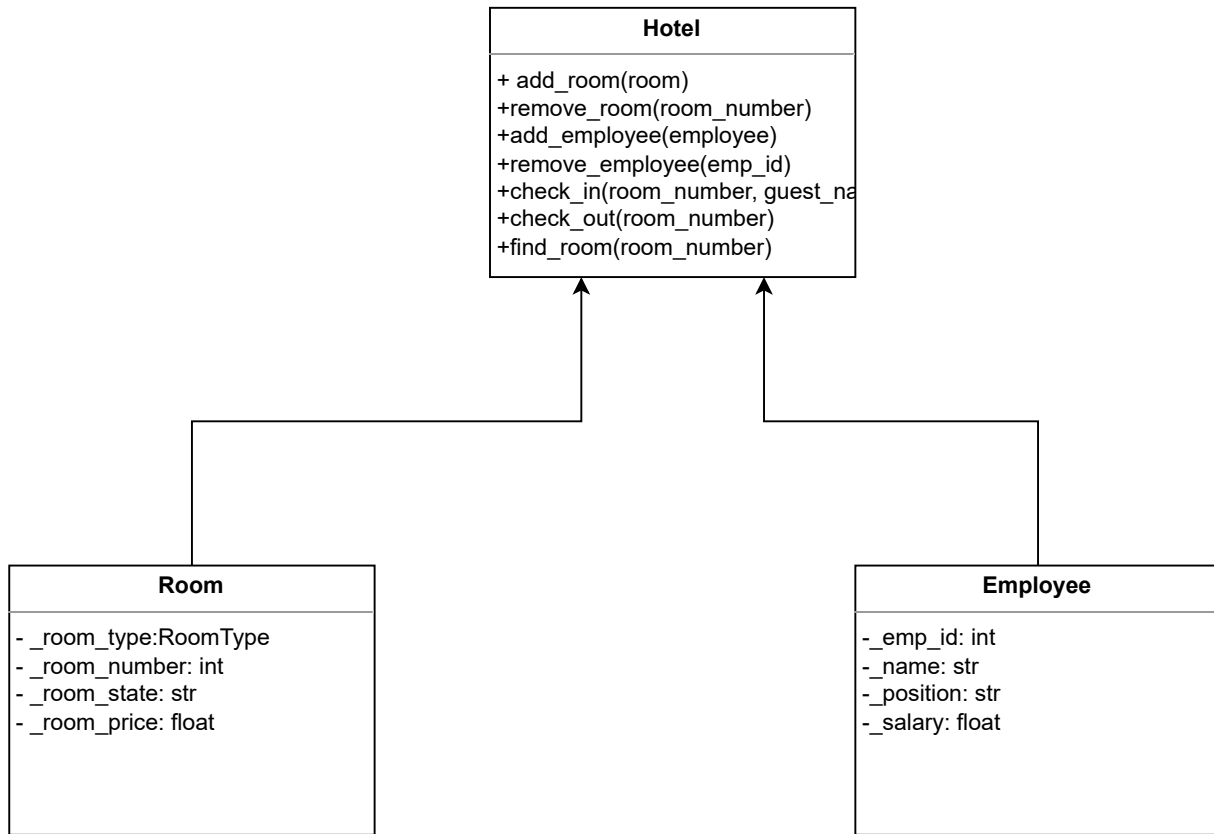 Hotel
+ add_room(room)
+remove_room(room_number)
+add_employee(employee)
+remove_employee(emp_id)
+check_in(room_number, guest_na
+check_out(room_number)
+find_room(room_number)
Room
- _room_type:RoomType
- _room_number: int
- _room_state: str
- _room_price: float
Employee
-_emp_id: int
-_name: str
-_position: str
-_salary: float